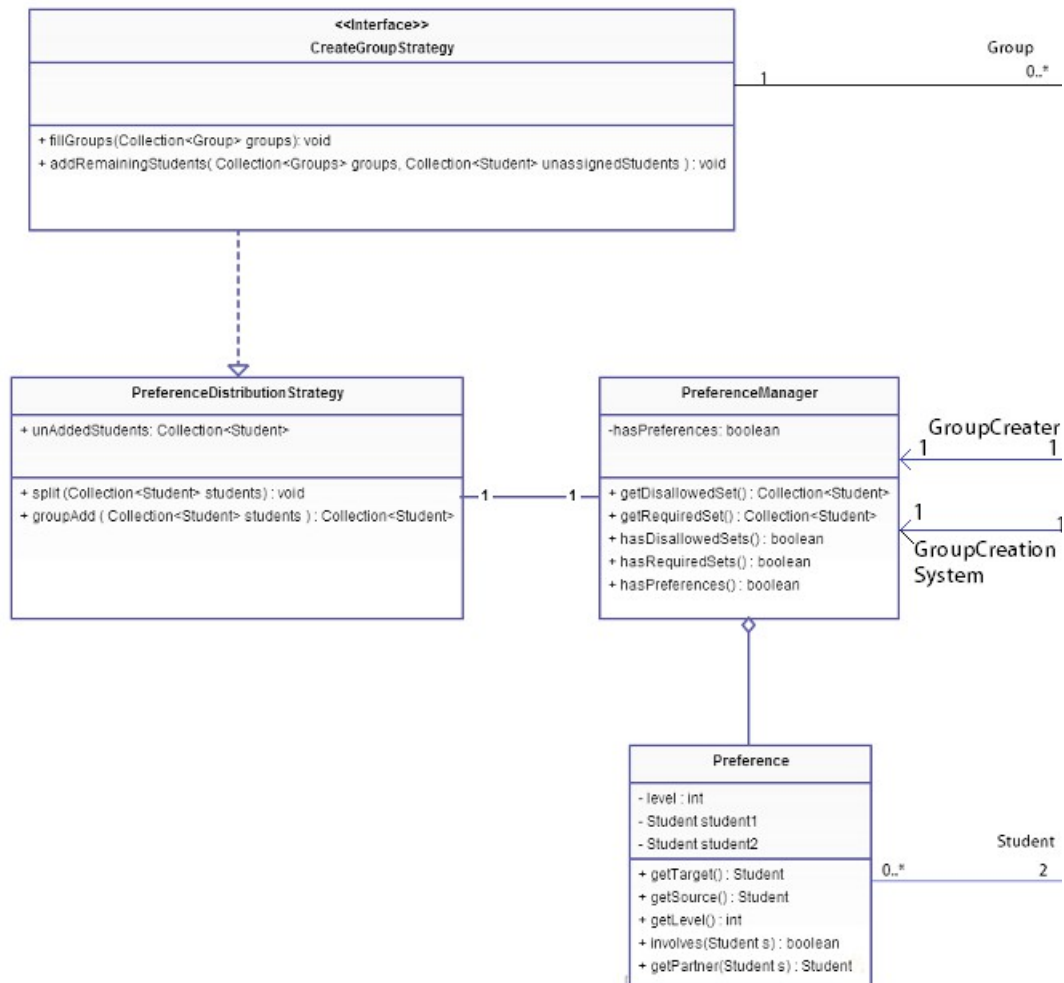 <<Interface>>
CreateGroupStrategy
+ fillGroups(Collection<Group> groups): void
+ addRemainingStudents( Collection<Groups> groups, Collection<Student> unassignedStudents ) : void
1
Group
0..*
PreferenceDistributionStrategy
+ unAddedStudents: Collection<Student>
+ split (Collection<Student> students) : void
+ groupAdd ( Collection<Student> students ) : Collection<Student>
1
1
PreferenceManager
-hasPreferences: boolean
+ getDisallowedSet() : Collection<Student>
+ getRequiredSet() : Collection<Student>
+ hasDisallowedSets() : boolean
+ hasRequiredSets() : boolean
+ hasPreferences() : boolean
GroupCreater
1
1
1
1
GroupCreation
System
Preference
- level : int
- Student student1
- Student student2
+ getTarget() : Student
+ getSource() : Student
+ getLevel() : int
+ involves(Student s) : boolean
+ getPartner(Student s) : Student
Student
0..*
2